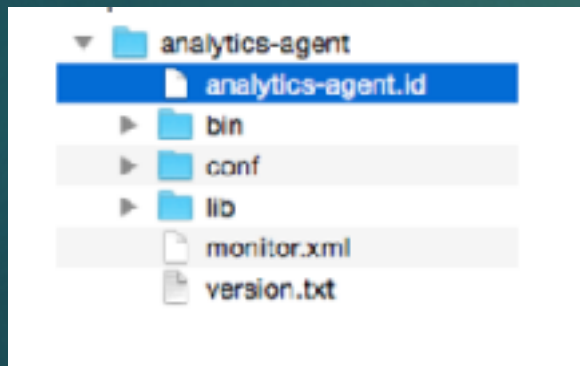 analytics-agent
analytics-agent.id
bin
conf
lib
monitor.xml
version.txt